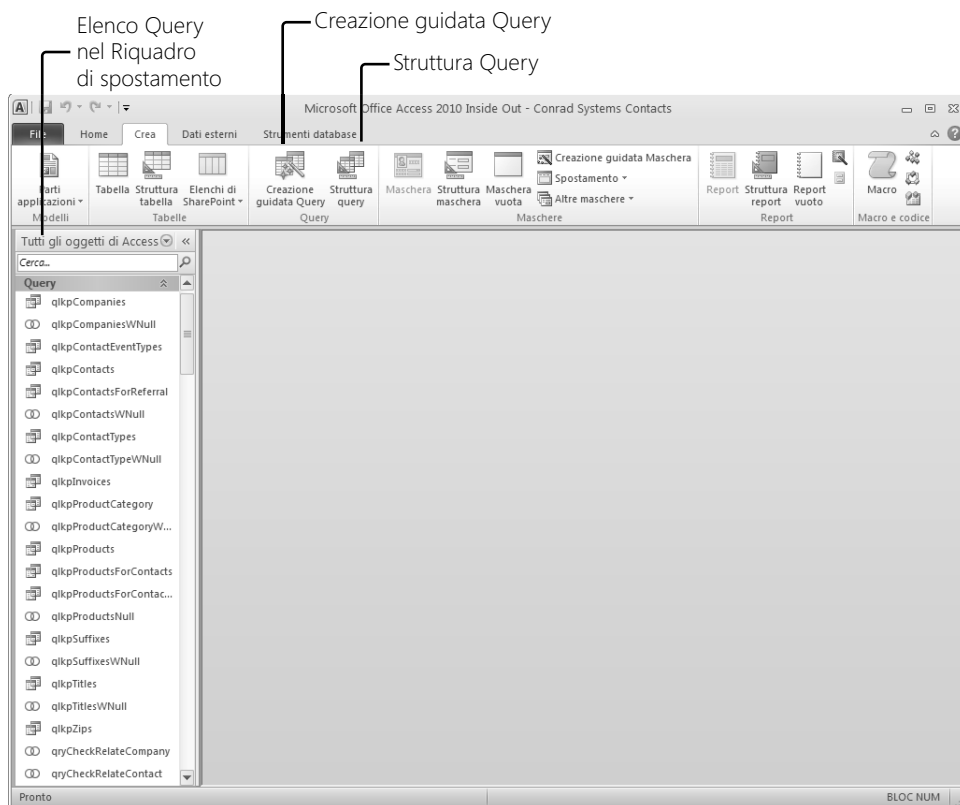 Elenco Query
nel Riquadro
di spostamento
Creazione guidata Query
Struttura Query
Microsoft Office Access 2010 Inside Out - Conrad Systems Contacts
File Home Crea Dati esterni Strumenti database
Parti
applicazioni
Modelli
Tabella
Struttura
tabella
Elenchi di
SharePoint
Tabelle
Creazione
guidata Query
Struttura
query
Query
Maschera
Struttura
maschera
Maschera
vuota
Creazione guidata Maschera
Spostamento
Altre maschere
Maschere
Report
Struttura
report
Report
vuoto
Report
Macro
Macro e codice
Tutti gli oggetti di Access
Cerca...
Query
qlkpCompanies
qlkpCompaniesWNull
qlkpContactEventTypes
qlkpContacts
qlkpContactsForReferral
qlkpContactsWNull
qlkpContactTypes
qlkpContactTypeWNull
qlkpInvoices
qlkpProductCategory
qlkpProductCategoryW...
qlkpProducts
qlkpProductsForContacts
qlkpProductsForContac...
qlkpProductsNull
qlkpSuffixes
qlkpSuffixesWNull
qlkpTitles
qlkpTitlesWNull
qlkpZips
qryCheckRelateCompany
qryCheckRelateContact
Pronto
BLOC NUM